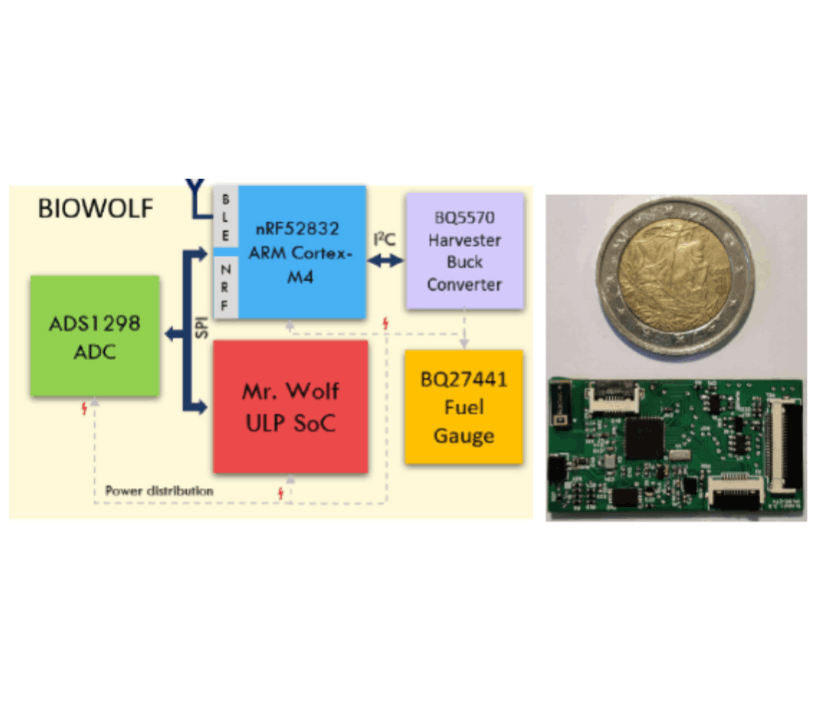 BIOWOLF
B
L
E
N
R
F
nRF52832
ARM Cortex-
M4
I²C
BQ5570
Harvester
Buck
Converter
ADS1298
ADC
SPI
Mr. Wolf
ULP SoC
BQ27441
Fuel
Gauge
Power distribution